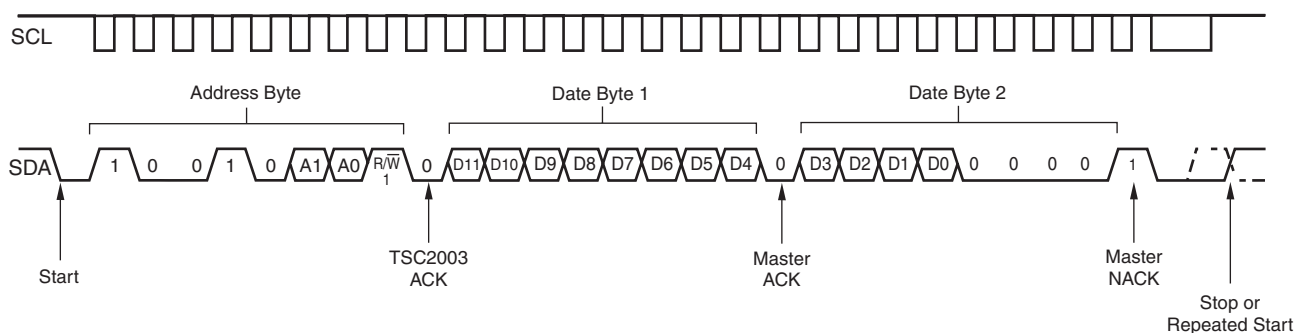 SCL
Address Byte
Date Byte 1
Date Byte 2
SDA
1 0 0 1 0 A1 A0 R/W̅ 1 0 D11 D10 D9 D8 D7 D6 D5 D4 0 D3 D2 D1 D0 0 0 0 0 1
Start
TSC2003
ACK
Master
ACK
Master
NACK
Stop or
Repeated Start